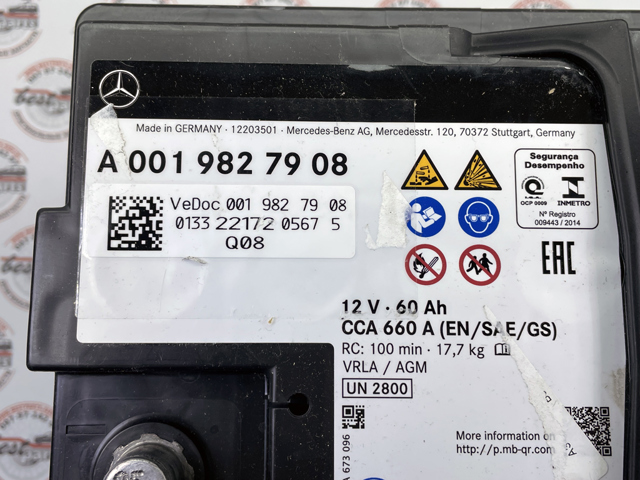 Made in GERMANY · 12203501 · Mercedes-Benz AG, Mercedesstr. 120, 70372 Stuttgart, Germany
A 001 982 79 08
VeDoc 001 982 79 08
0133 22172 0567 5
Q08
Segurança
Desempenho
OCP 0009
INMETRO
Nº Registro
009443 / 2014
EAC
12 V · 60 Ah
CCA 660 A (EN/SAE/GS)
RC: 100 min · 17,7 kg
VRLA / AGM
UN 2800
A 673 096
More information on
http://p.mb-qr.com